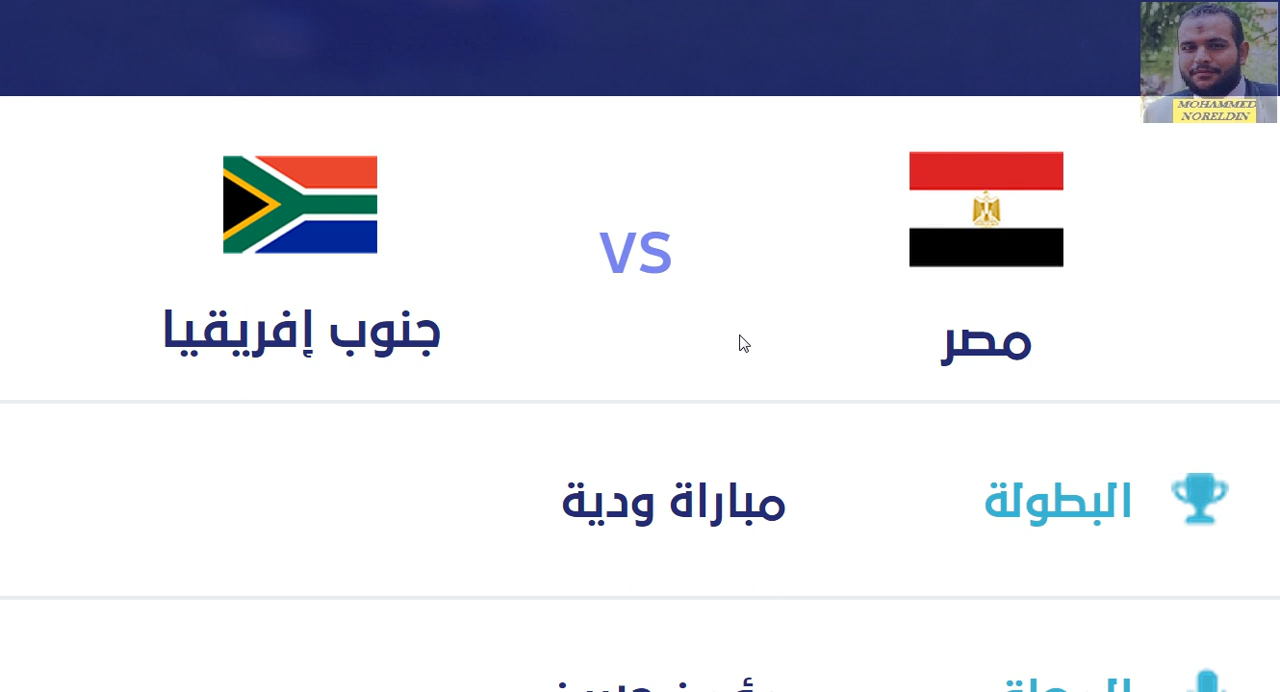 MOHAMMED
NORELDIN
مصر
VS
جنوب إفريقيا
البطولة
مباراة ودية